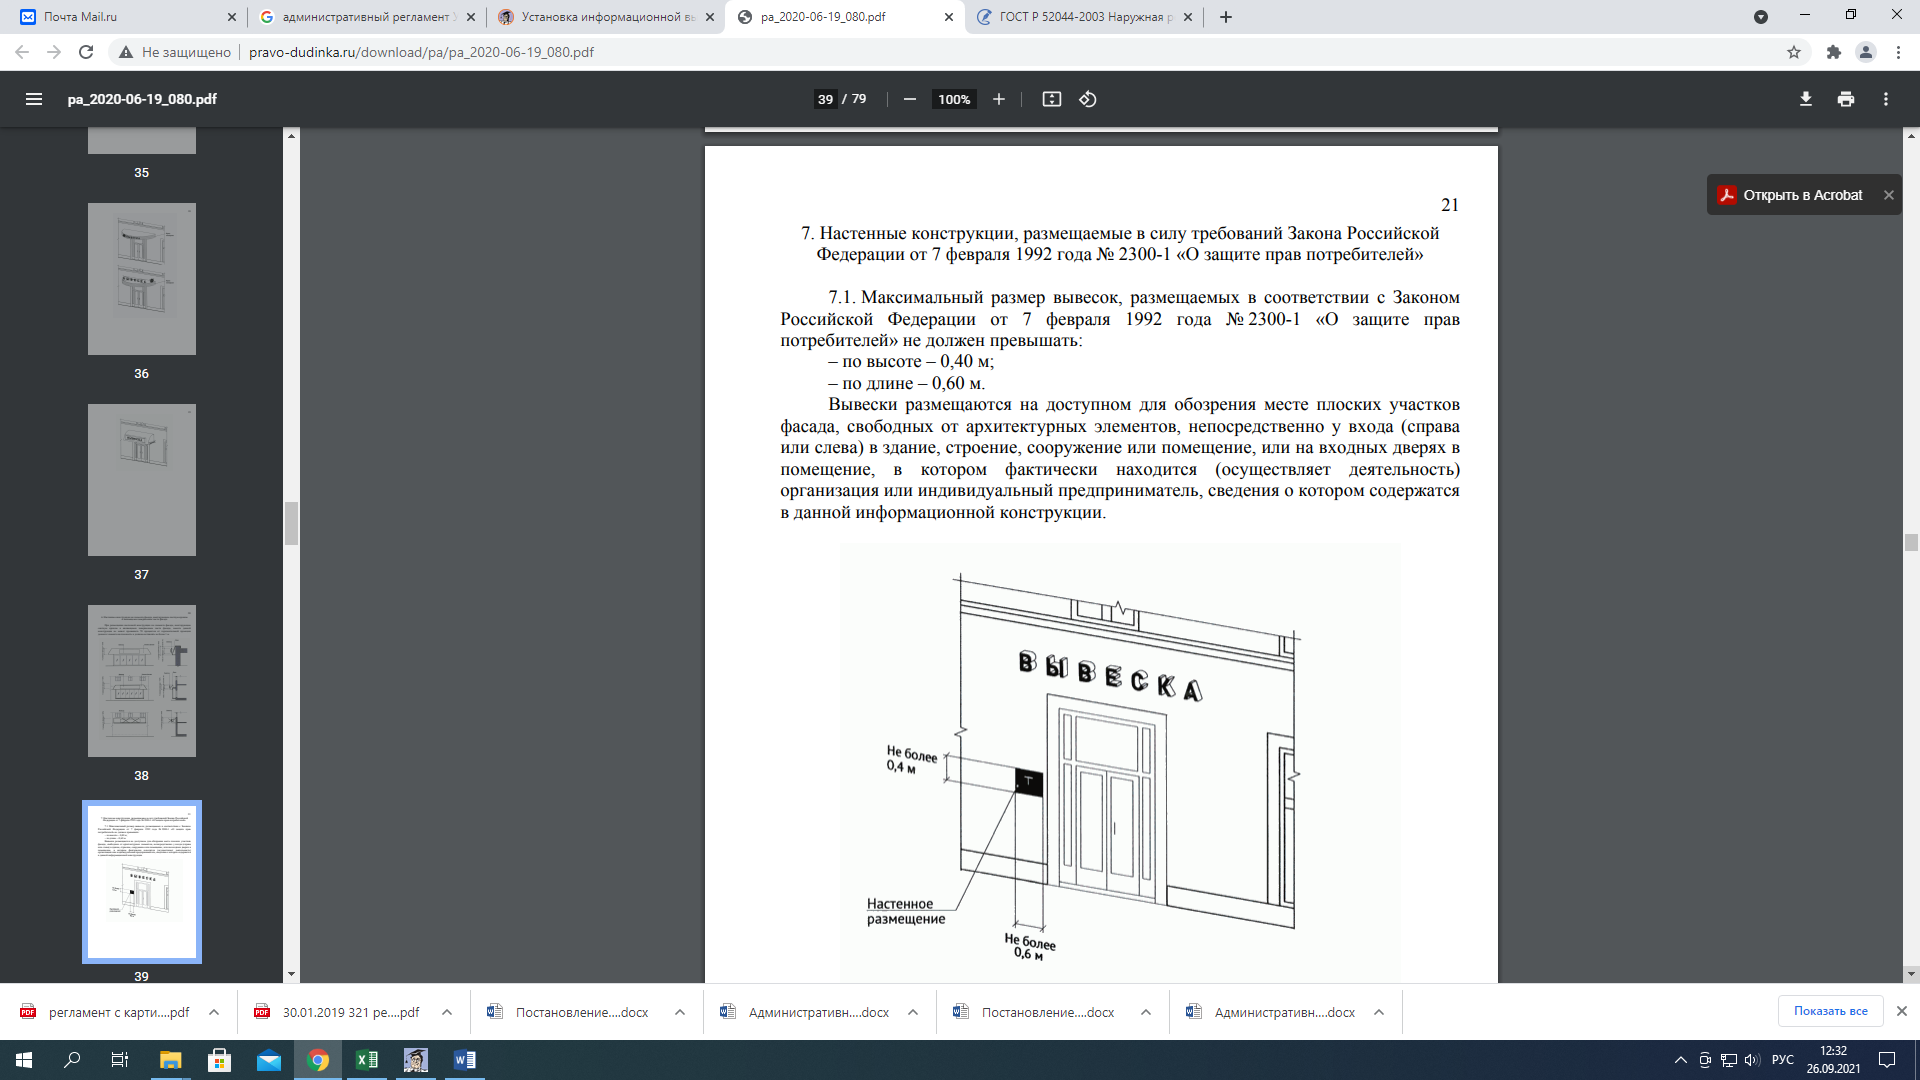 Почта Mail.ru
административный регламент У
Установка информационной вы
pa_2020-06-19_080.pdf
ГОСТ Р 52044-2003 Наружная р
Не защищено
pravo-dudinka.ru/download/pa/pa_2020-06-19_080.pdf
pa_2020-06-19_080.pdf
39 / 79
100%
35
36
37
38
39
Открыть в Acrobat
21
7. Настенные конструкции, размещаемые в силу требований Закона Российской
Федерации от 7 февраля 1992 года № 2300-1 «О защите прав потребителей»
7.1. Максимальный размер вывесок, размещаемых в соответствии с Законом
Российской Федерации от 7 февраля 1992 года № 2300-1 «О защите прав
потребителей» не должен превышать:
– по высоте – 0,40 м;
– по длине – 0,60 м.
Вывески размещаются на доступном для обозрения месте плоских участков
фасада, свободных от архитектурных элементов, непосредственно у входа (справа
или слева) в здание, строение, сооружение или помещение, или на входных дверях в
помещение, в котором фактически находится (осуществляет деятельность)
организация или индивидуальный предприниматель, сведения о котором содержатся
в данной информационной конструкции.
ВЫВЕСКА
Не более
0,4 м
Настенное
размещение
Не более
0,6 м
регламент с карти....pdf
30.01.2019 321 ре....pdf
Постановление....docx
Административн....docx
Постановление....docx
Административн....docx
Показать все
РУС
12:32
26.09.2021